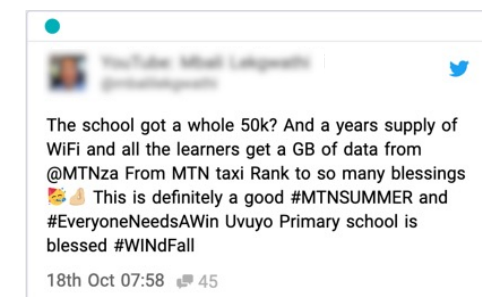 The school got a whole 50k? And a years supply of
WiFi and all the learners get a GB of data from
@MTNza From MTN taxi Rank to so many blessings
🥳🤌🏼 This is definitely a good #MTNSUMMER and
#EveryoneNeedsAWin Uvuyo Primary school is
blessed #WINdFall
18th Oct 07:58 45